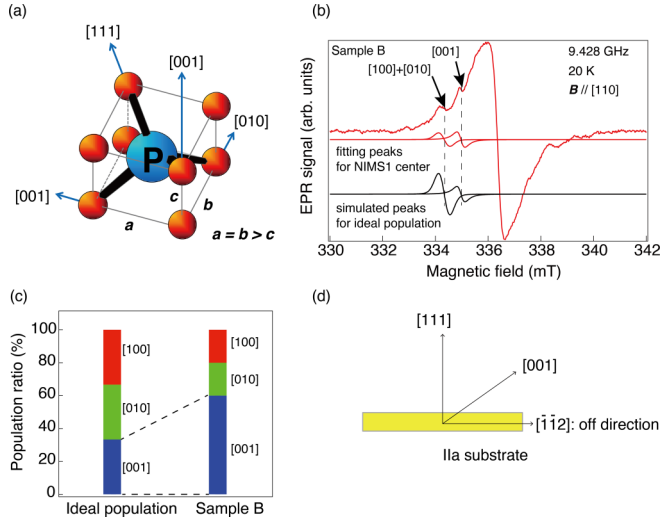 (a)
[111]
[001]
[010]
P
[001]
c
b
a
a = b > c
(b)
EPR signal (arb. units)
Sample B
[001]
[100]+[010]
9.428 GHz
20 K
B // [110]
fitting peaks
for NIMS1 center
simulated peaks
for ideal population
330 332 334 336 338 340 342
Magnetic field (mT)
(c)
Population ratio (%)
100
80
60
40
20
0
[100]
[010]
[001]
[100]
[010]
[001]
Ideal population Sample B
(d)
[111]
[001]
[1̄1̄2]: off direction
IIa substrate